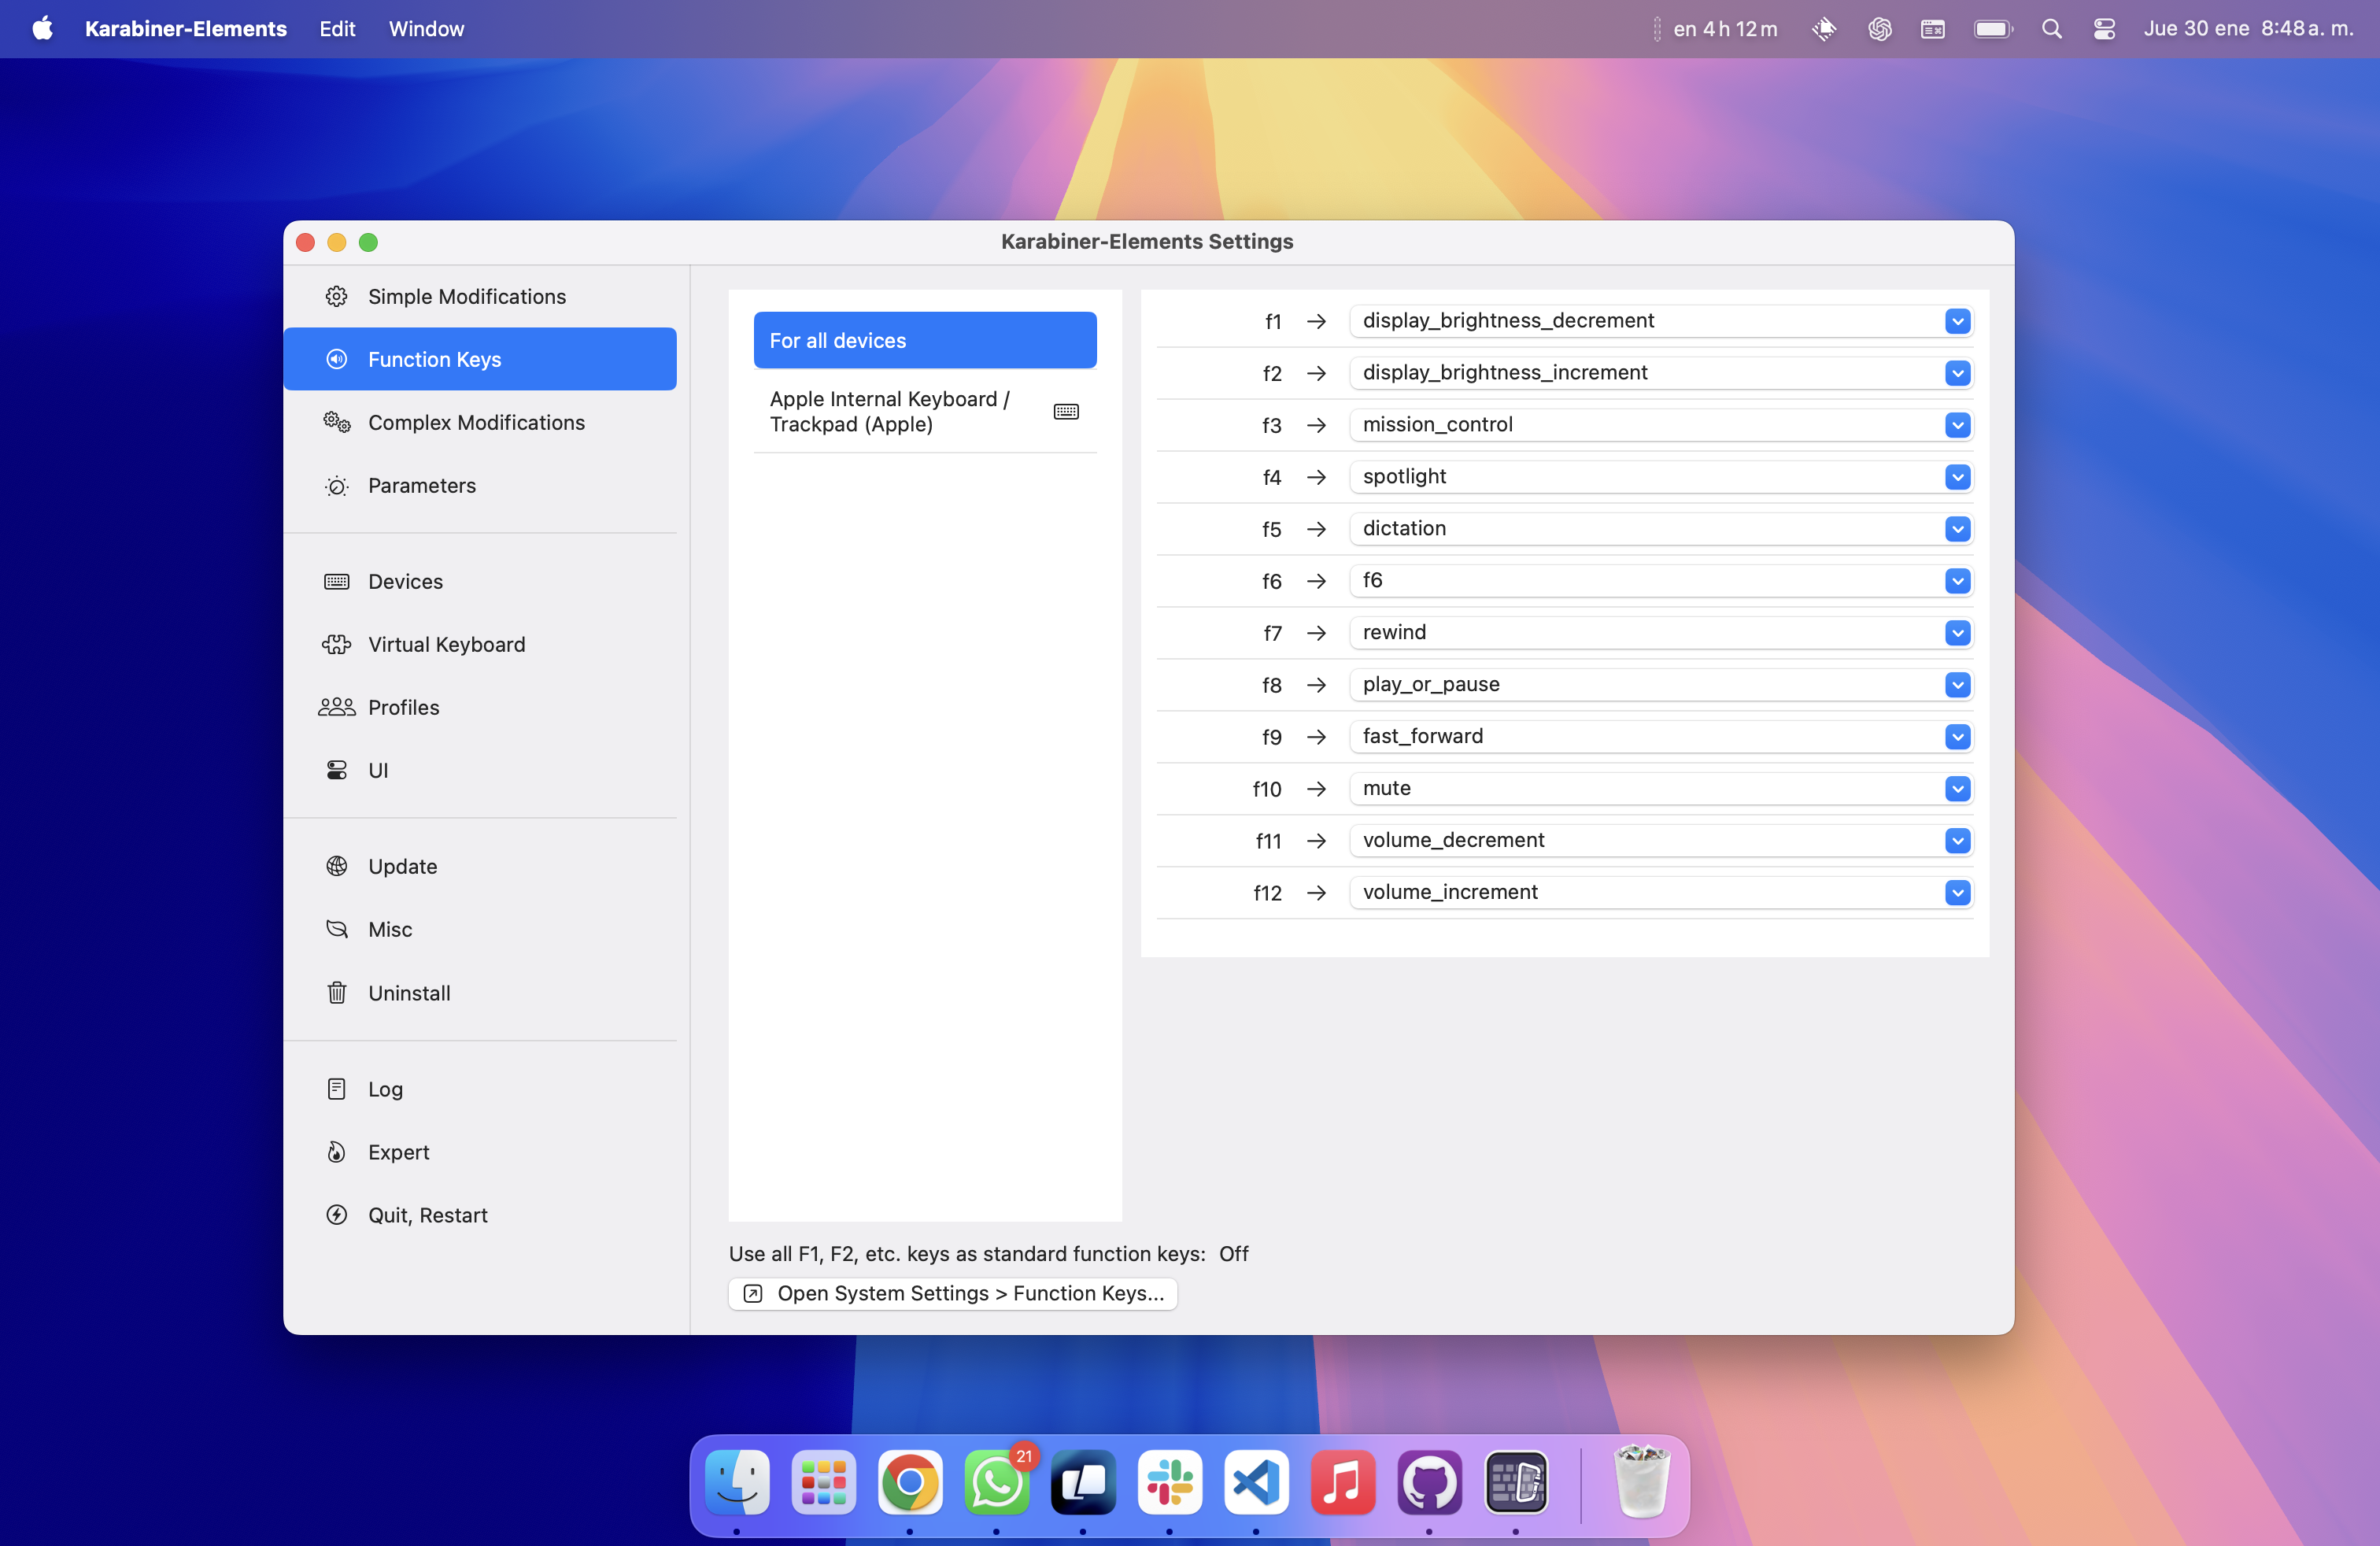 Karabiner-Elements Edit Window en 4 h 12 m Jue 30 ene 8:48 a. m.
Karabiner-Elements Settings
Simple Modifications
Function Keys
Complex Modifications
Parameters
Devices
Virtual Keyboard
Profiles
UI
Update
Misc
Uninstall
Log
Expert
Quit, Restart
For all devices
Apple Internal Keyboard /
Trackpad (Apple)
f1 → display_brightness_decrement
f2 → display_brightness_increment
f3 → mission_control
f4 → spotlight
f5 → dictation
f6 → f6
f7 → rewind
f8 → play_or_pause
f9 → fast_forward
f10 → mute
f11 → volume_decrement
f12 → volume_increment
Use all F1, F2, etc. keys as standard function keys: Off
Open System Settings > Function Keys...
21